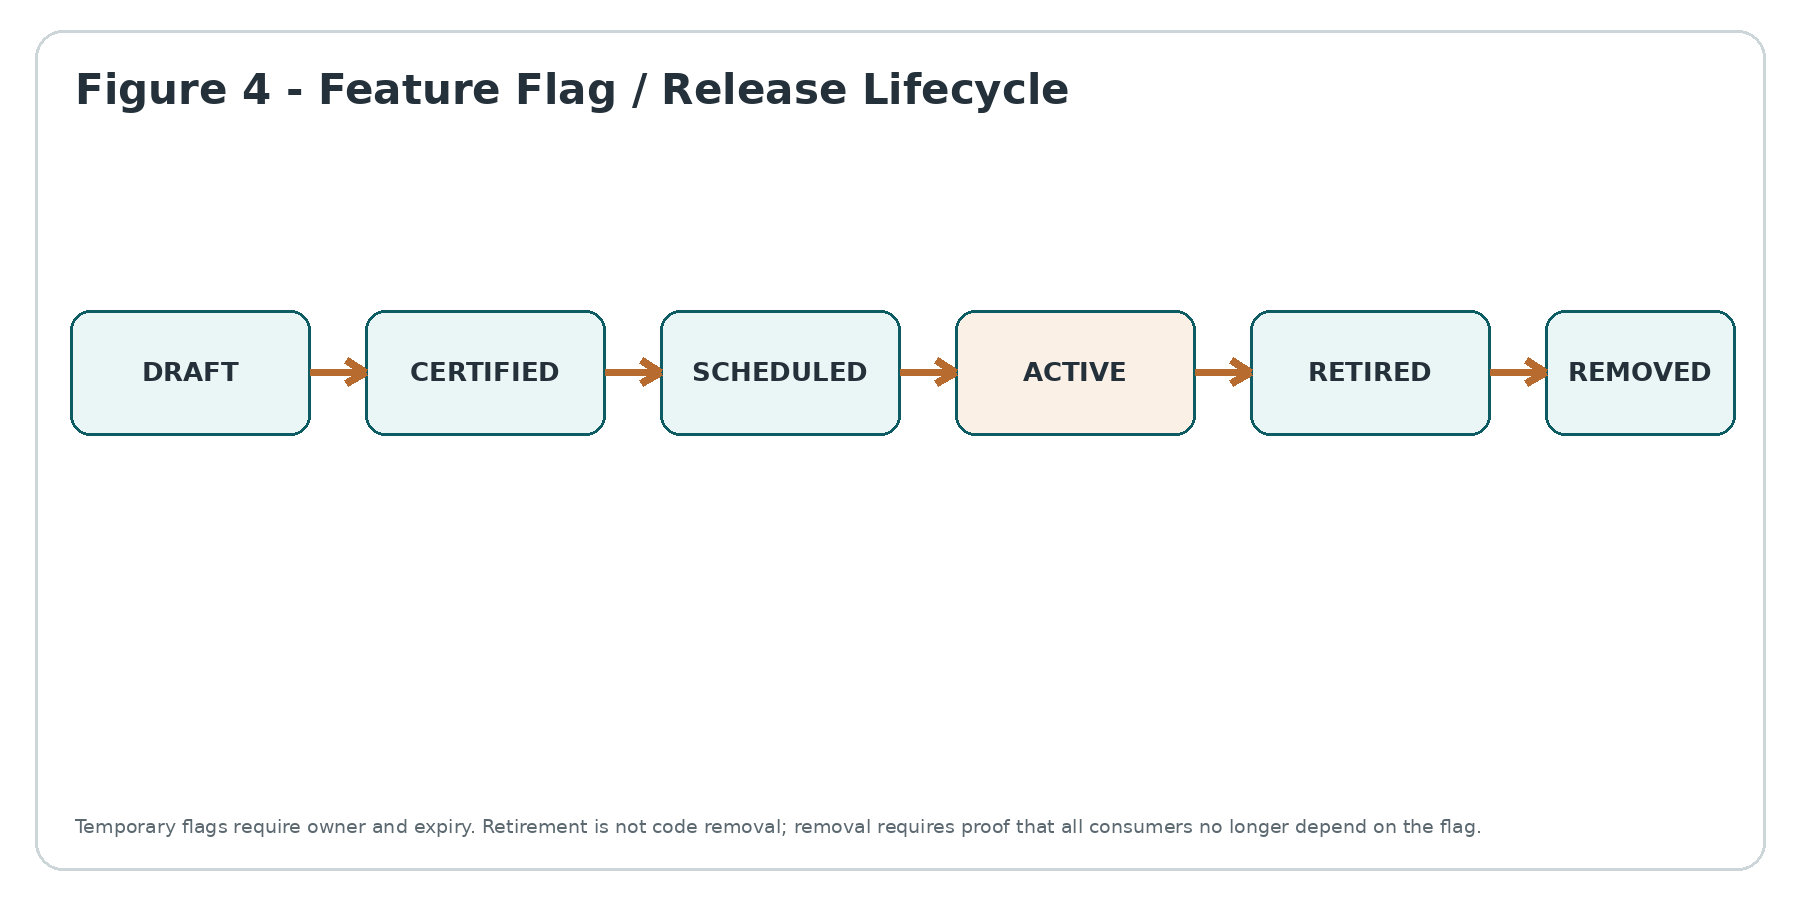 Figure 4 - Feature Flag / Release Lifecycle
DRAFT
CERTIFIED
SCHEDULED
ACTIVE
RETIRED
REMOVED
Temporary flags require owner and expiry. Retirement is not code removal; removal requires proof that all consumers no longer depend on the flag.